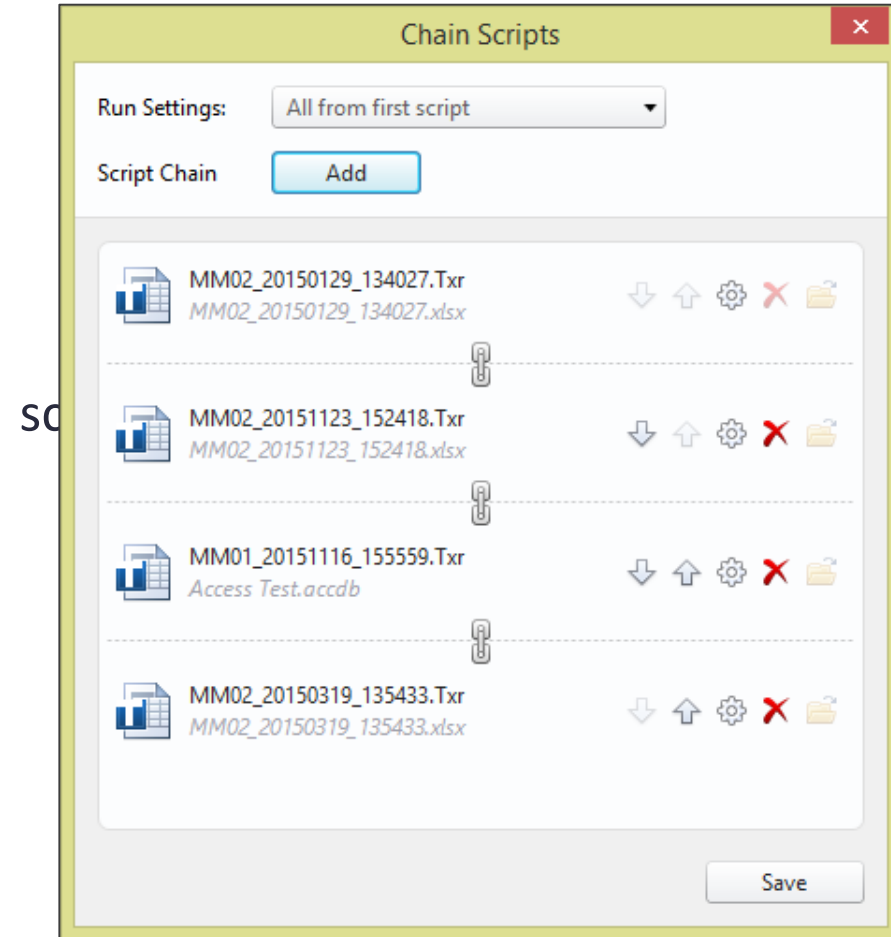 Chain Scripts
Run Settings: All from first script
Script Chain Add
MM02_20150129_134027.Txr
MM02_20150129_134027.xlsx
MM02_20151123_152418.Txr
MM02_20151123_152418.xlsx
MM01_20151116_155559.Txr
Access Test.accdb
MM02_20150319_135433.Txr
MM02_20150319_135433.xlsx
Save